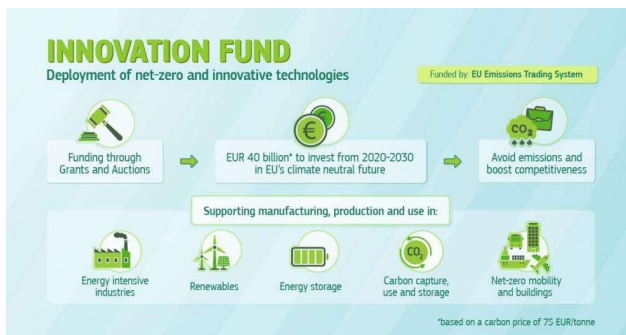 INNOVATION FUND
Deployment of net-zero and innovative technologies
Funded by: EU Emissions Trading System
Funding through
Grants and Auctions
EUR 40 billion* to invest from 2020-2030
in EU's climate neutral future
CO₂
Avoid emissions and
boost competitiveness
Supporting manufacturing, production and use in:
Energy intensive
industries
Renewables
Energy storage
CO₂
Carbon capture,
use and storage
Net-zero mobility
and buildings
*based on a carbon price of 75 EUR/tonne